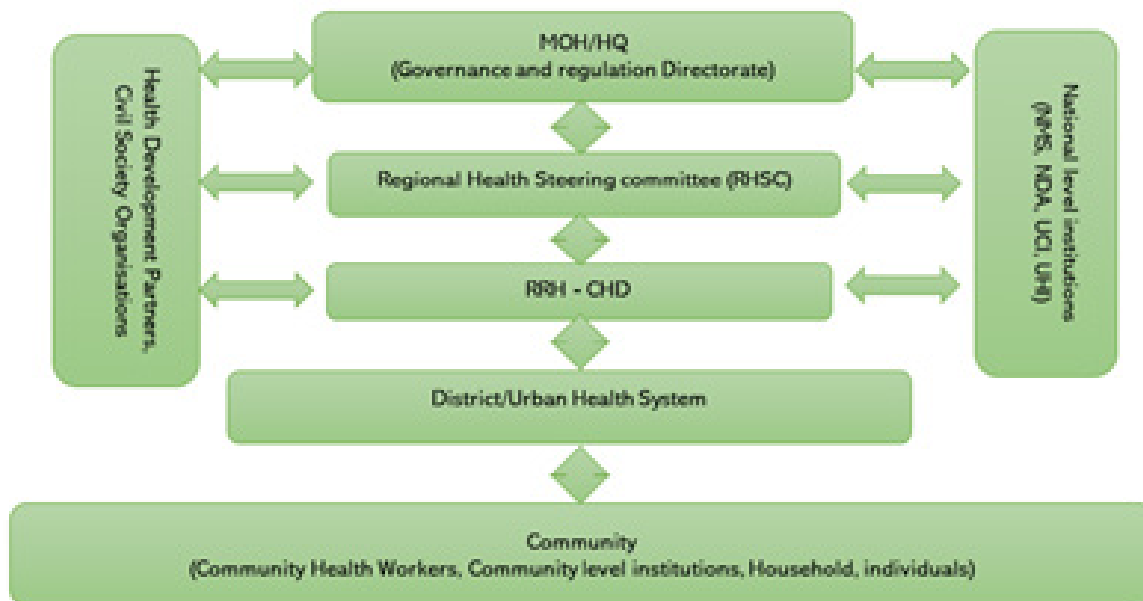 MOH/HQ
(Governance and regulation Directorate)
Health Development Partners,
Civil Society Organisations
National level institutions
(NMS, NDA, UCI, UHI)
Regional Health Steering committee (RHSC)
RRH - CHD
District/Urban Health System
Community
(Community Health Workers, Community level institutions, Household, individuals)